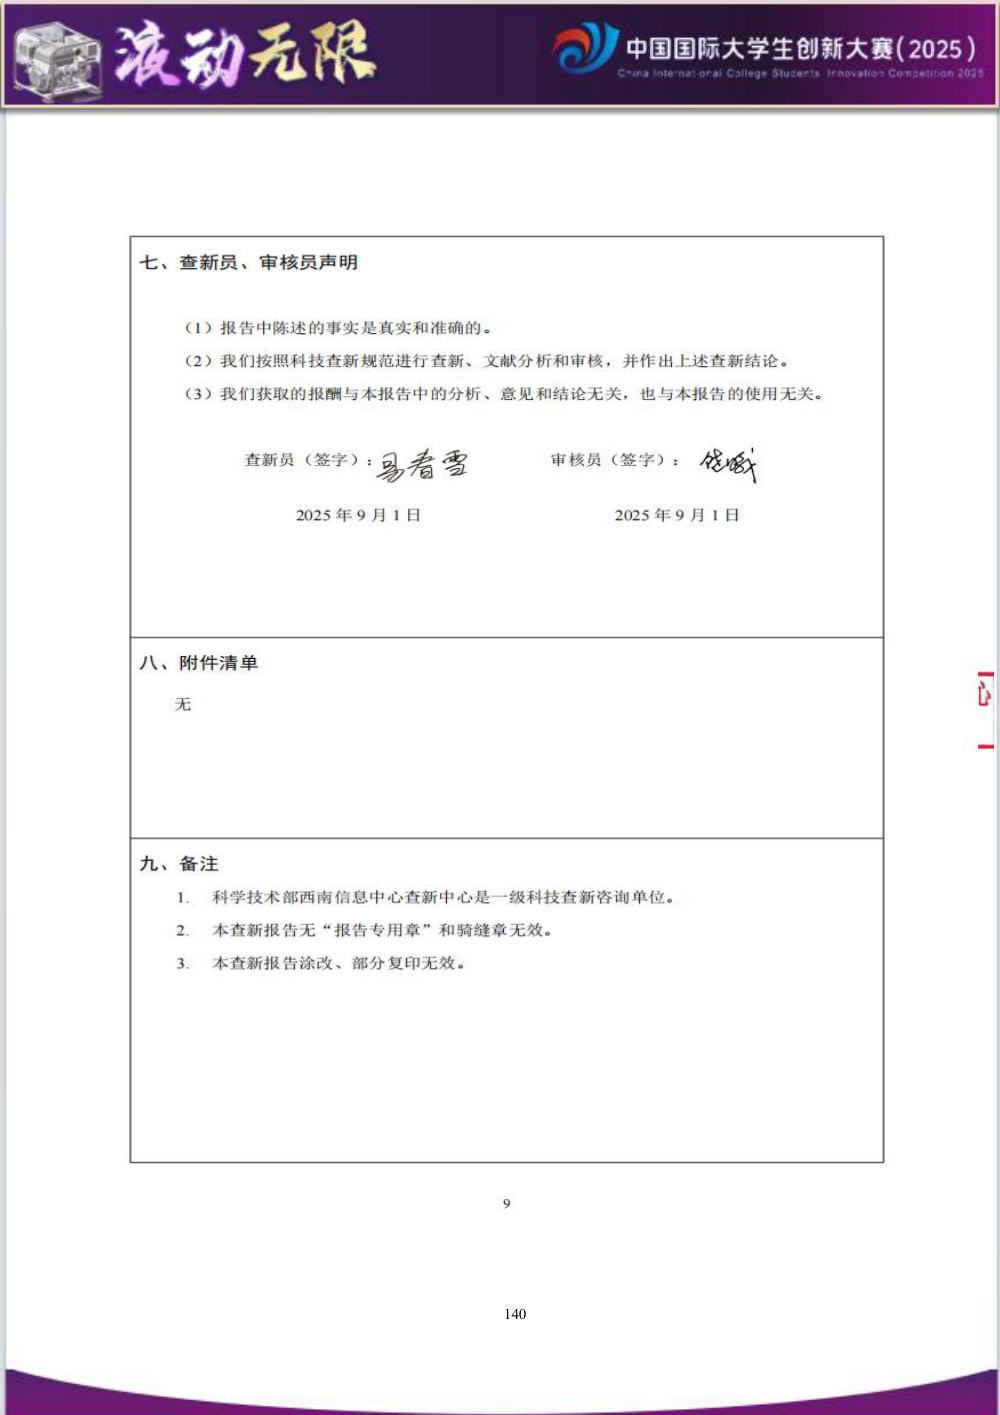 液动无限
中国国际大学生创新大赛(2025)
China International College Students' Innovation Competition 2025
七、查新员、审核员声明
（1）报告中陈述的事实是真实和准确的。
（2）我们按照科技查新规范进行查新、文献分析和审核，并作出上述查新结论。
（3）我们获取的报酬与本报告中的分析、意见和结论无关，也与本报告的使用无关。
查新员（签字）：易春雪 审核员（签字）：
2025 年 9 月 1 日 2025 年 9 月 1 日
八、附件清单
无
心
九、备注
1. 科学技术部西南信息中心查新中心是一级科技查新咨询单位。
2. 本查新报告无“报告专用章”和骑缝章无效。
3. 本查新报告涂改、部分复印无效。
9
140